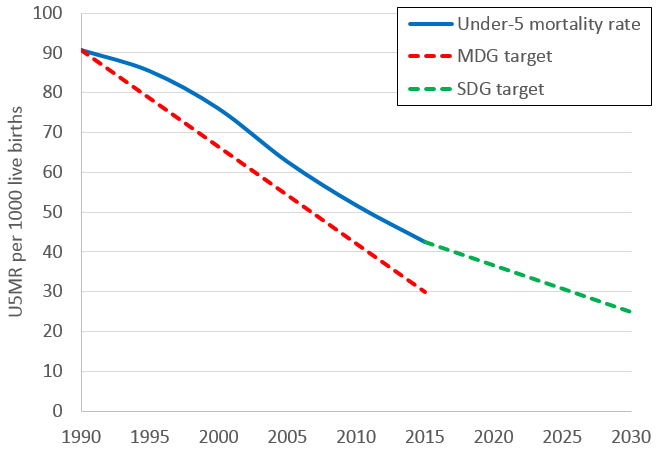 100
90
80
70
60
50
40
30
20
10
0
U5MR per 1000 live births
Under-5 mortality rate
MDG target
SDG target
1990 1995 2000 2005 2010 2015 2020 2025 2030